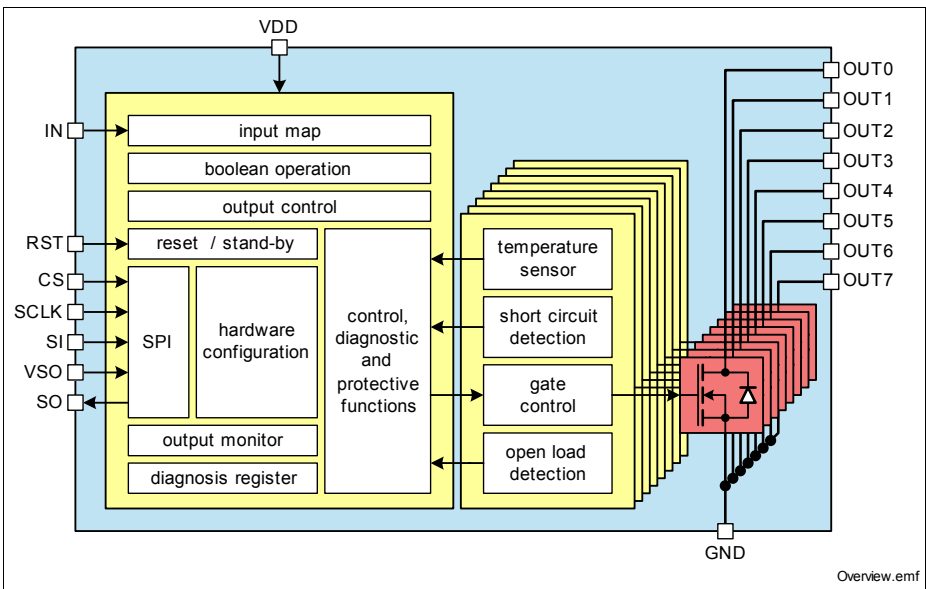 VDD
OUT0
OUT1
OUT2
OUT3
OUT4
OUT5
OUT6
OUT7
IN
RST
CS
SCLK
SI
VSO
SO
input map
boolean operation
output control
reset / stand-by
SPI
hardware
configuration
control,
diagnostic
and
protective
functions
output monitor
diagnosis register
temperature
sensor
short circuit
detection
gate
control
open load
detection
GND
Overview.emf